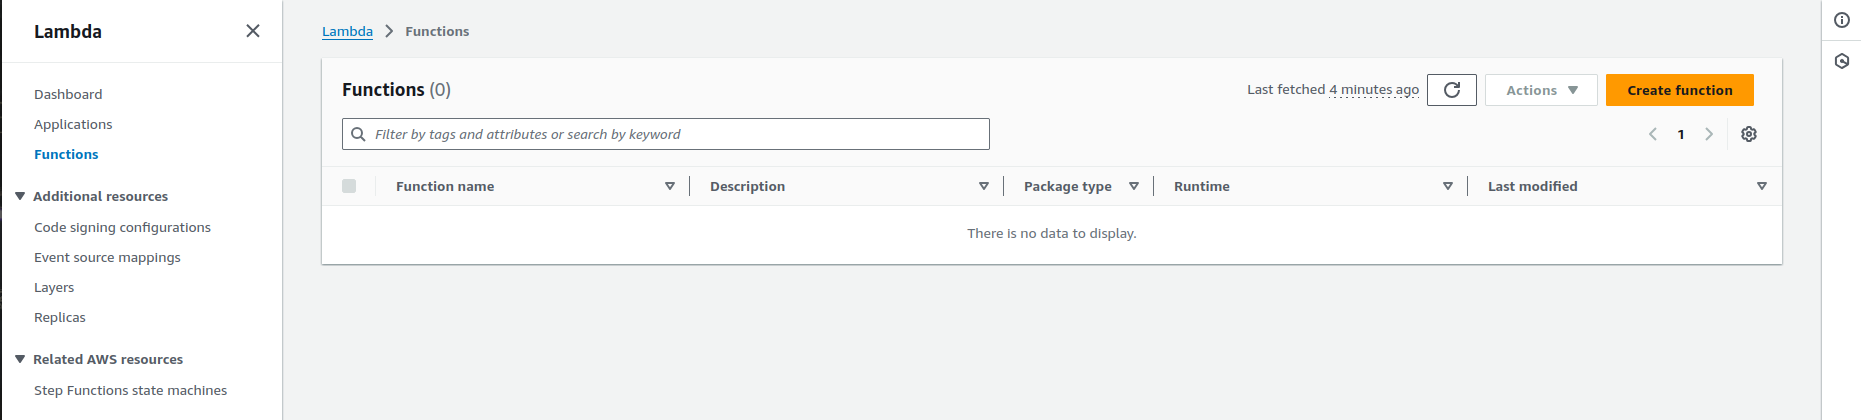 Lambda
Dashboard
Applications
Functions
Additional resources
Code signing configurations
Event source mappings
Layers
Replicas
Related AWS resources
Step Functions state machines
Lambda Functions
Functions (0)
Last fetched 4 minutes ago
Actions
Create function
Filter by tags and attributes or search by keyword
1
Function name Description Package type Runtime Last modified
There is no data to display.